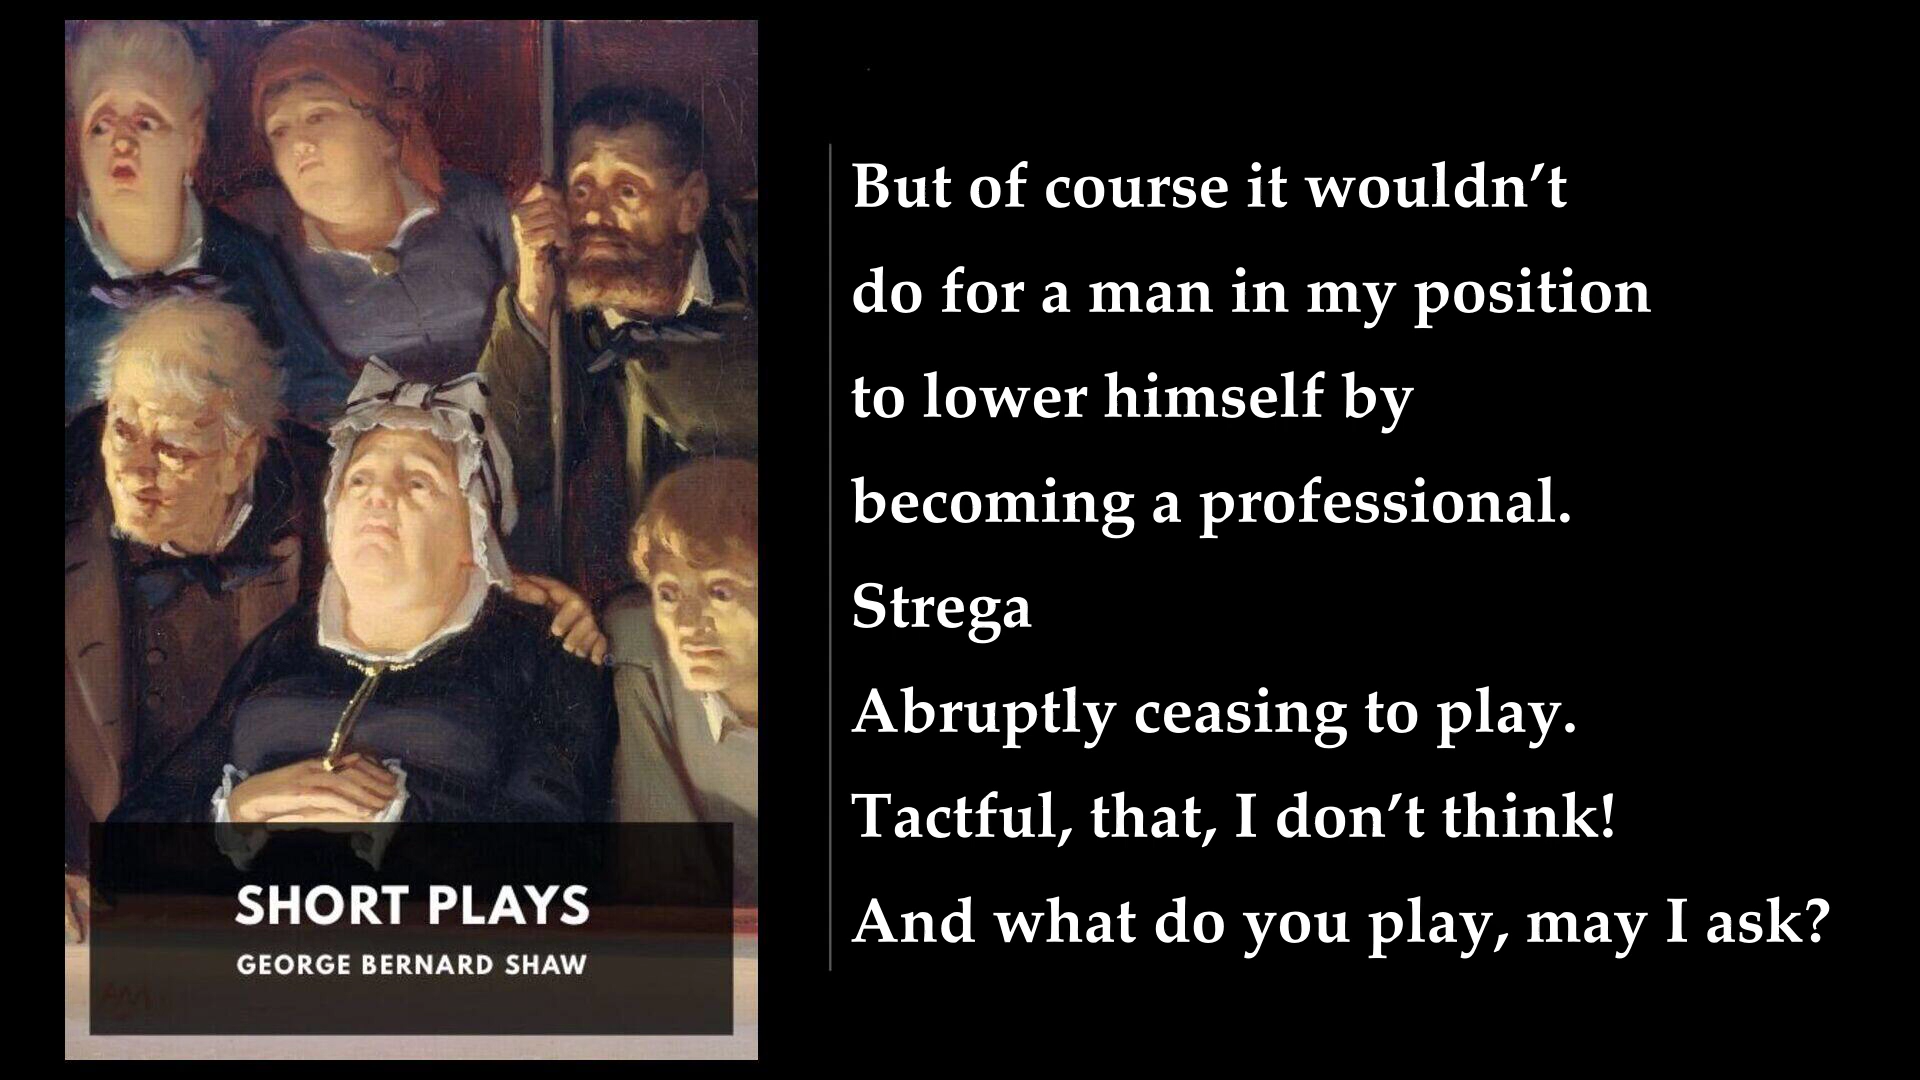 SHORT PLAYS
GEORGE BERNARD SHAW
But of course it wouldn’t
do for a man in my position
to lower himself by
becoming a professional.
Strega
Abruptly ceasing to play.
Tactful, that, I don’t think!
And what do you play, may I ask?